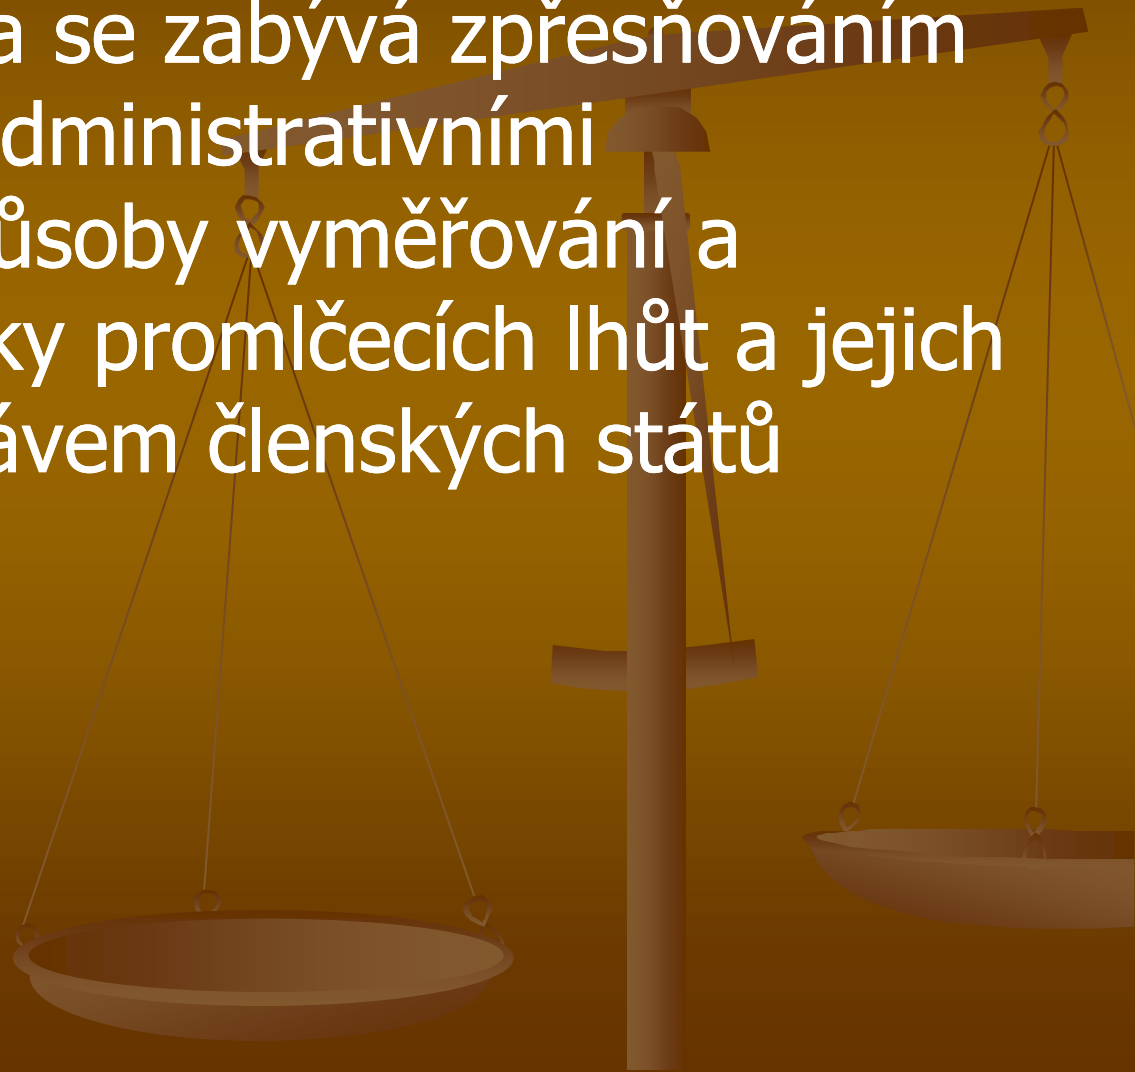 a se zabývá zpřesňováním
dministrativními
ůsoby vyměřování a
ky promlčecích lhůt a jejich
ávem členských států